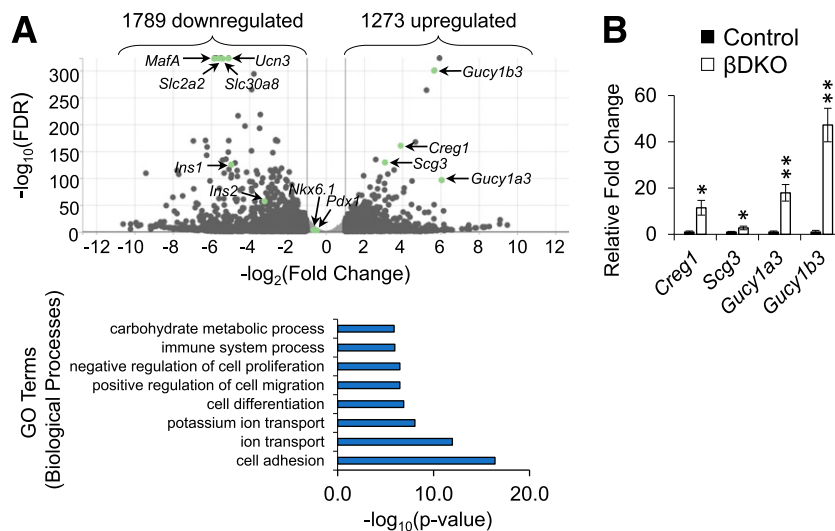 A
1789 downregulated
1273 upregulated
MafA
Ucn3
Slc2a2
Slc30a8
Gucy1b3
Creg1
Scg3
Ins1
Gucy1a3
Ins2
Nkx6.1
Pdx1
-log10(FDR)
300
250
200
150
100
50
0
-12 -10 -8 -6 -4 -2 0 2 4 6 8 10 12
-log2(Fold Change)
GO Terms
(Biological Processes)
carbohydrate metabolic process
immune system process
negative regulation of cell proliferation
positive regulation of cell migration
cell differentiation
potassium ion transport
ion transport
cell adhesion
0.0 10.0 20.0
-log10(p-value)
B
Control
βDKO
Relative Fold Change
60
40
20
0
* * ** **
Creg1
Scg3
Gucy1a3
Gucy1b3